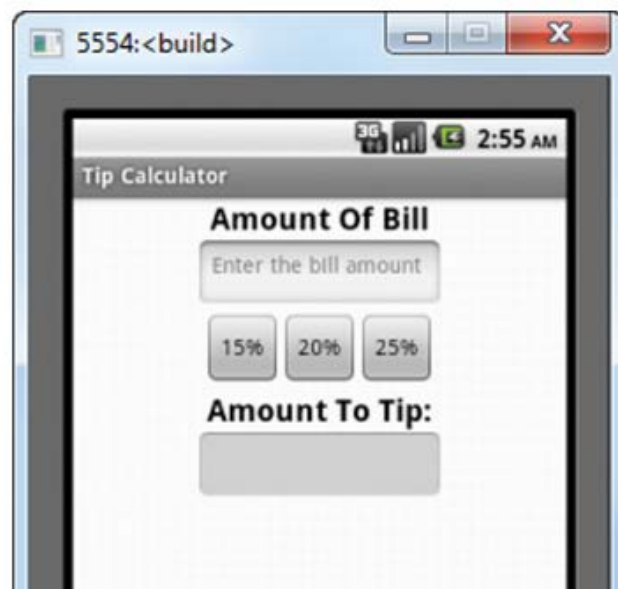 5554:<build>
3G 2:55 AM
Tip Calculator
Amount Of Bill
Enter the bill amount
15% 20% 25%
Amount To Tip: